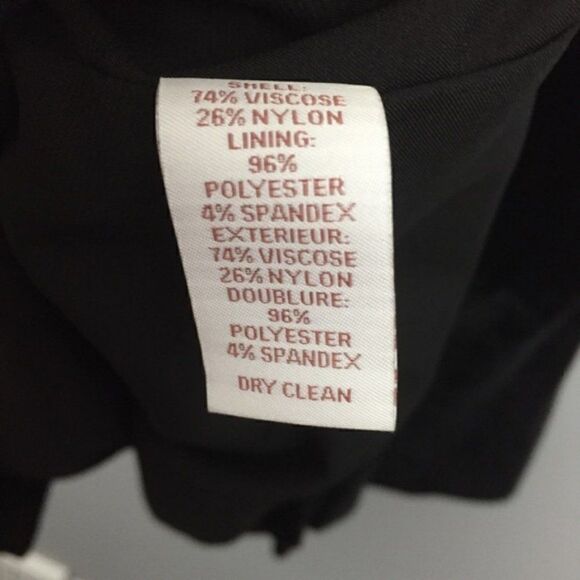 SHELL:
74% VISCOSE
26% NYLON
LINING:
96%
POLYESTER
4% SPANDEX
EXTERIEUR:
74% VISCOSE
26% NYLON
DOUBLURE:
96%
POLYESTER
4% SPANDEX
DRY CLEAN